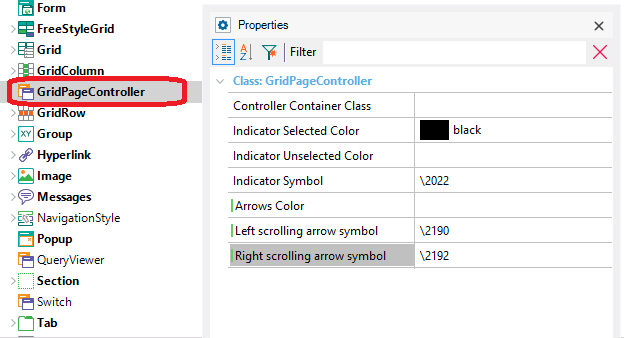 Form
FreeStyleGrid
Grid
GridColumn
GridPageController
GridRow
Group
Hyperlink
Image
Messages
NavigationStyle
Popup
QueryViewer
Section
Switch
Tab
Properties
Filter
Class: GridPageController
Controller Container Class
Indicator Selected Color black
Indicator Unselected Color
Indicator Symbol \2022
Arrows Color
Left scrolling arrow symbol \2190
Right scrolling arrow symbol \2192